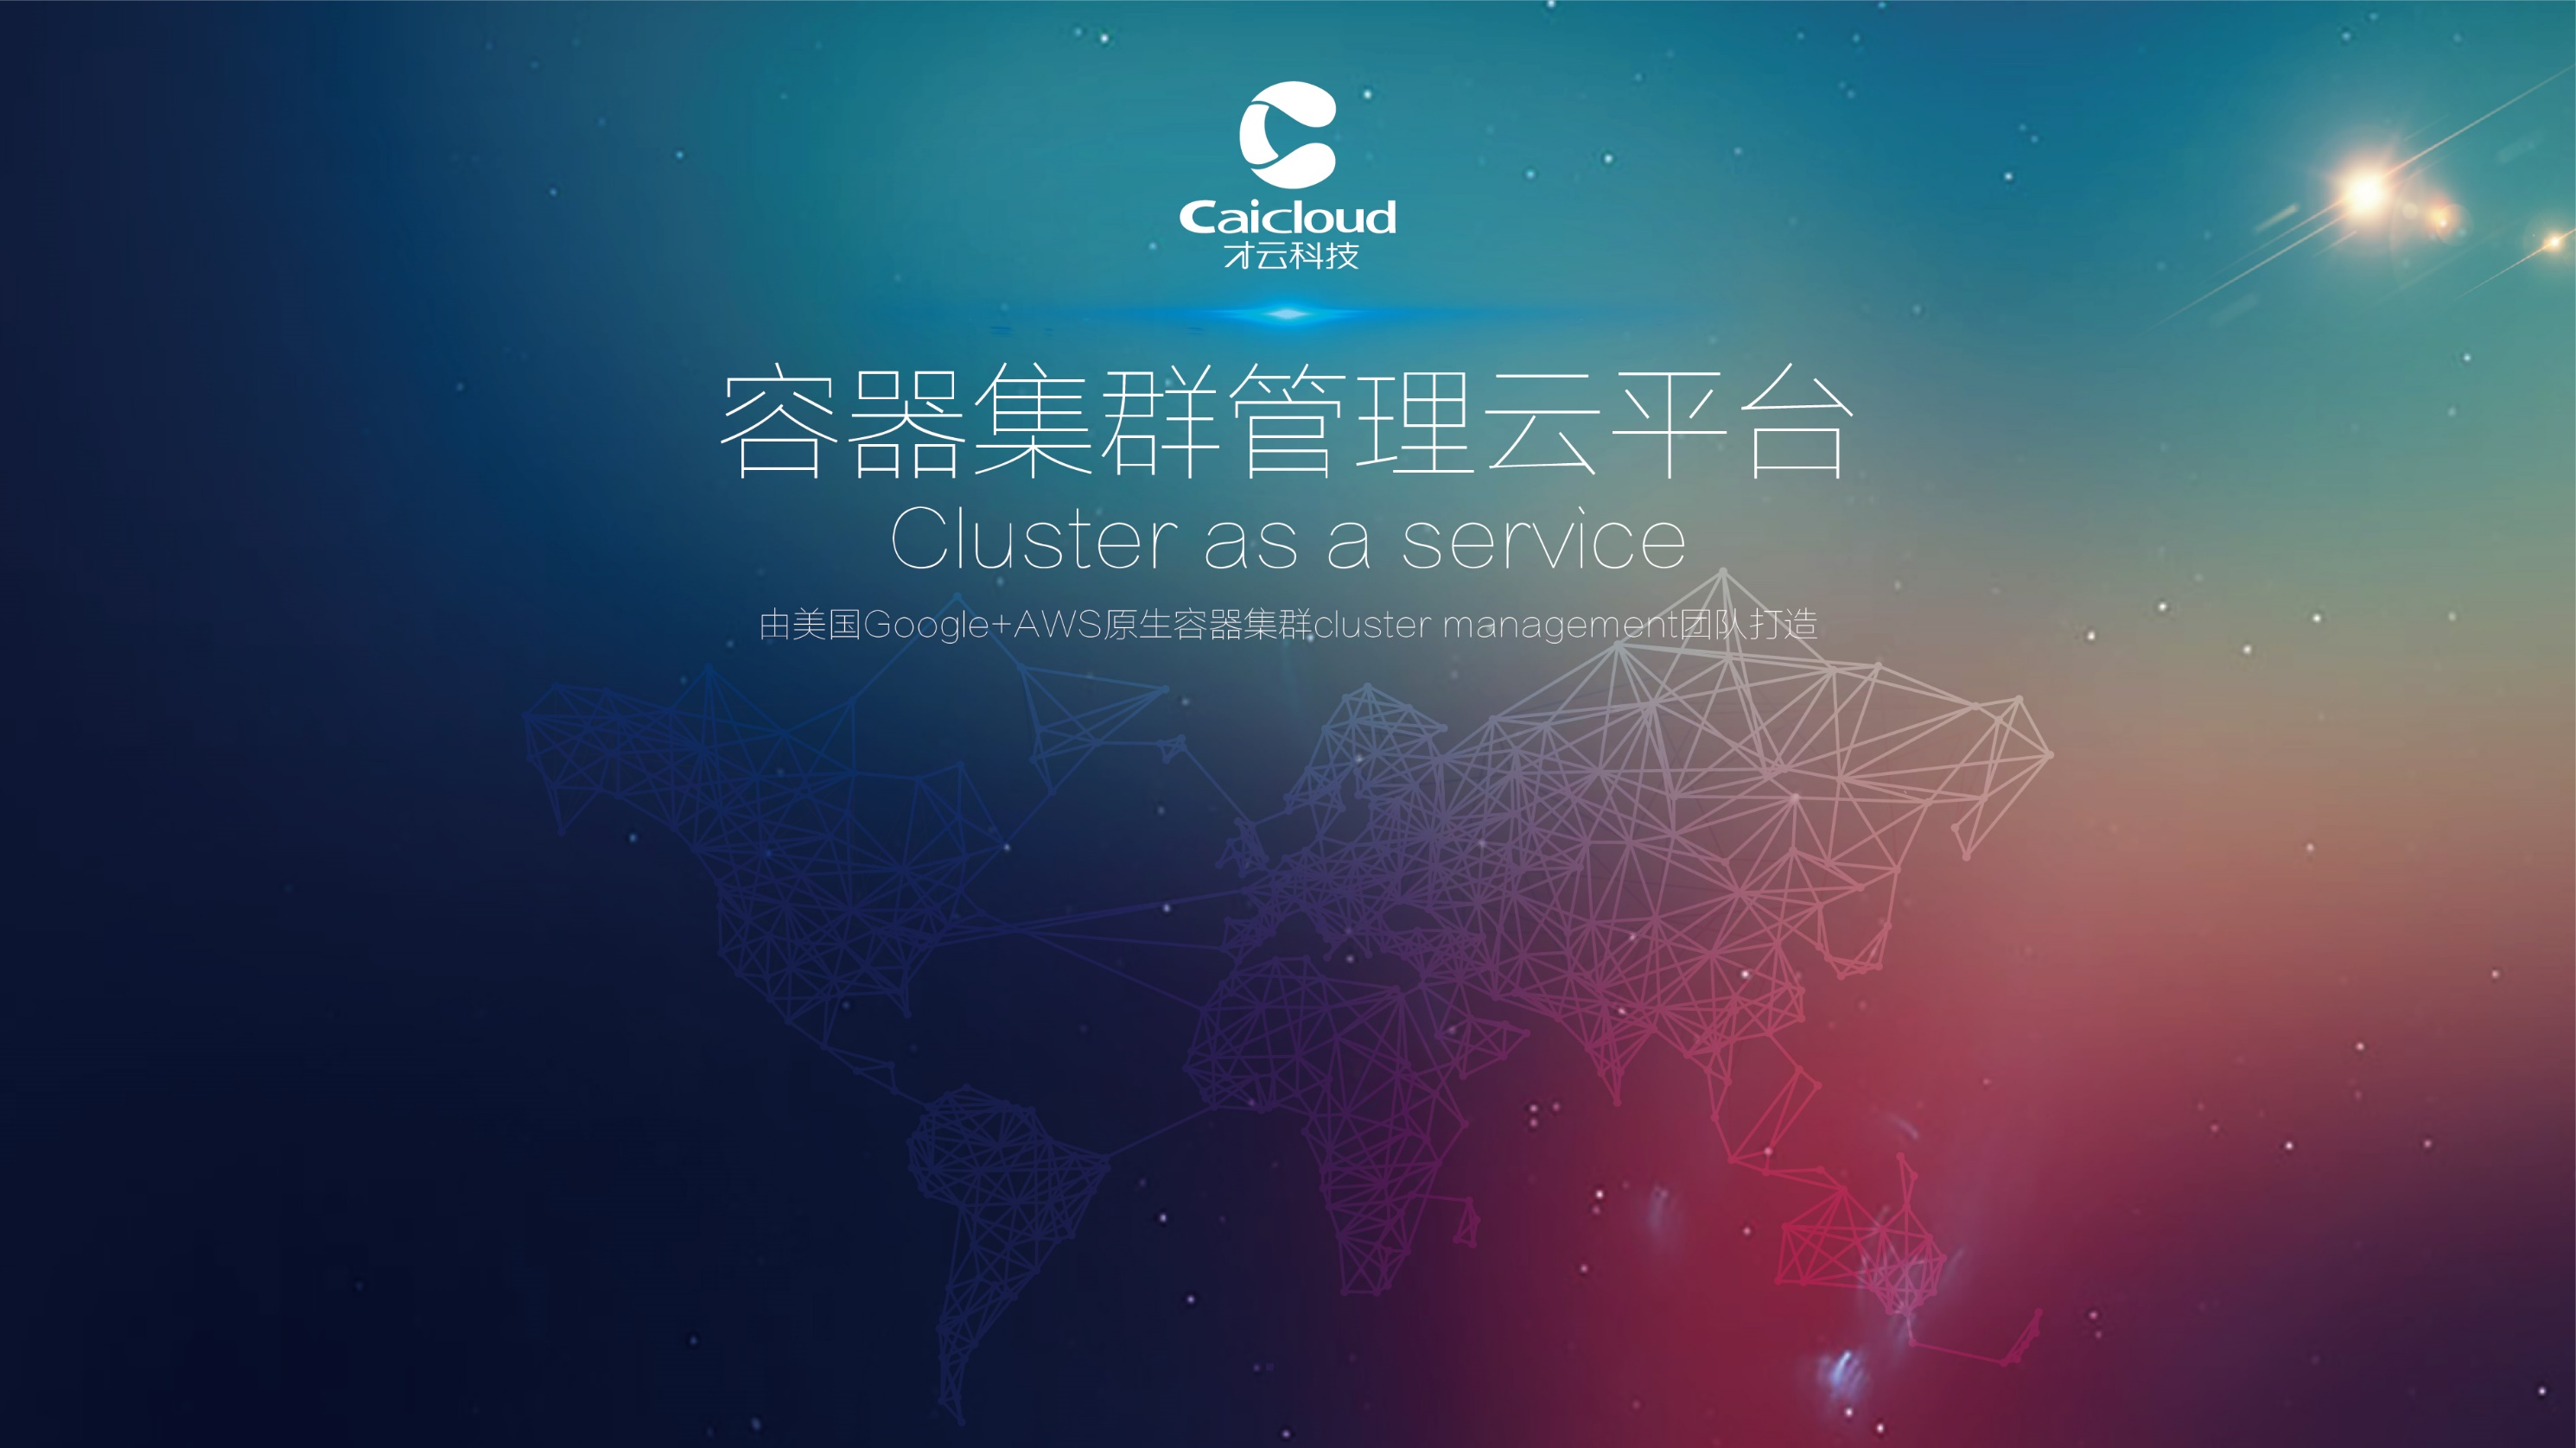 Caicloud
才云科技
容器集群管理云平台
Cluster as a service
由美国Google+AWS原生容器集群cluster management团队打造